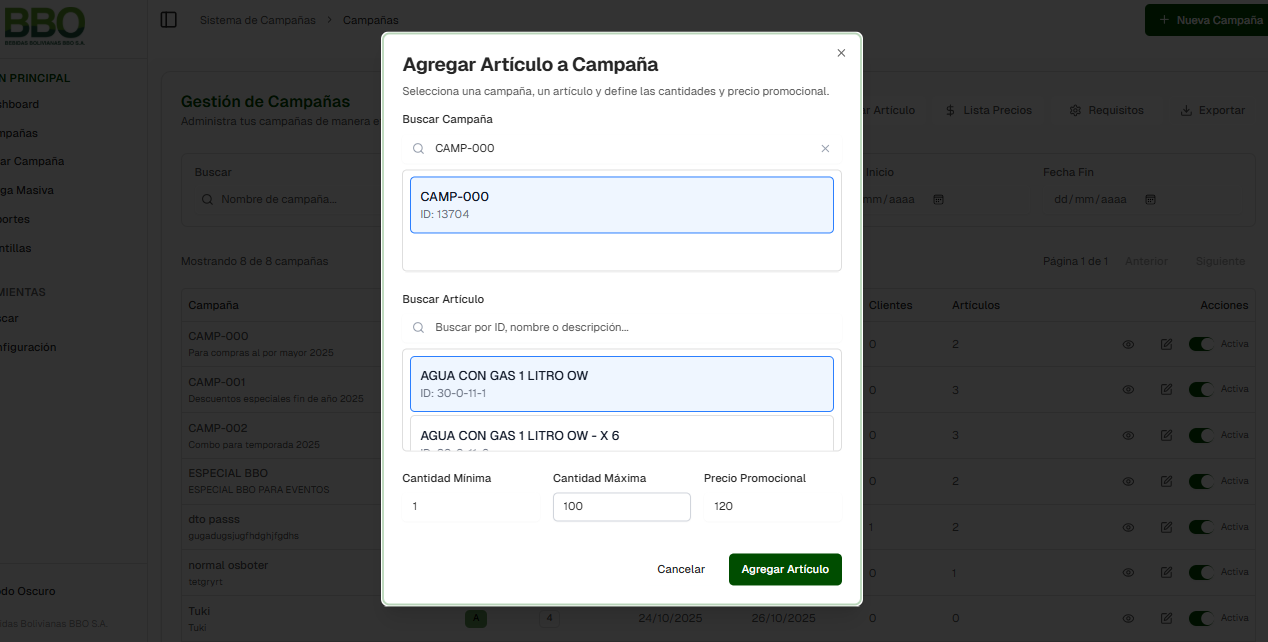 BBO
BEBIDAS BOLIVIANAS BBO S.A.
Sistema de Campañas > Campañas
+ Nueva Campaña
N PRINCIPAL
shboard
mpañas
ar Campaña
ga Masiva
portes
ntillas
MIENTAS
scar
nfiguración
do Oscuro
idas Bolivianas BBO S.A.
Gestión de Campañas
Administra tus campañas de manera e
ar Artículo
Lista Precios
Requisitos
Exportar
Buscar
Nombre de campaña...
Inicio
mm/aaaa
Fecha Fin
dd/mm/aaaa
Mostrando 8 de 8 campañas
Página 1 de 1
Anterior
Siguiente
Campaña
Clientes
Artículos
Acciones
CAMP-000
Para compras al por mayor 2025
0
2
Activa
CAMP-001
Descuentos especiales fin de año 2025
0
3
Activa
CAMP-002
Combo para temporada 2025
0
3
Activa
ESPECIAL BBO
ESPECIAL BBO PARA EVENTOS
0
2
Activa
dto passs
gugadugsjugfhdghjfgdhs
1
2
Activa
normal osboter
tetgryrt
0
1
Activa
Tuki
Tuki
A
4
24/10/2025
26/10/2025
0
0
Activa
Agregar Artículo a Campaña
Selecciona una campaña, un artículo y define las cantidades y precio promocional.
Buscar Campaña
CAMP-000
CAMP-000
ID: 13704
Buscar Artículo
Buscar por ID, nombre o descripción...
AGUA CON GAS 1 LITRO OW
ID: 30-0-11-1
AGUA CON GAS 1 LITRO OW - X 6
Cantidad Mínima
1
Cantidad Máxima
100
Precio Promocional
120
Cancelar
Agregar Artículo